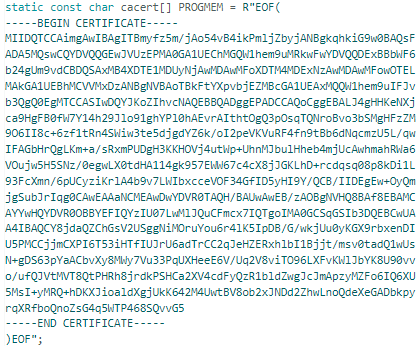 static const char cacert[] PROGMEM = R"EOF(
-----BEGIN CERTIFICATE-----
MIIDQTCCAimgAwIBAgITBmyfz5m/jAo54vB4ikPmljZbyjANBgkqhkiG9w0BAQsF
ADA5MQswCQYDVQQGEwJVUzEPMA0GA1UEChMGQW1hem9uMRkwFwYDVQQDExBBbWF6
b24gUm9vdCBDQSAxMB4XDTE1MDUyNjAwMDAwMFoXDTM4MDExNzAwMDAwMFowOTEL
MAkGA1UEBhMCVVMxDzANBgNVBAoTBkFtYXpvbjEZMBcGA1UEAxMQQW1hem9uIFJv
b3QgQ0EgMTCCASIwDQYJKoZIhvcNAQEBBQADggEPADCCAQoCggEBALJ4gHHKeNXj
ca9HgFB0fW7Y14h29Jlo91ghYPl0hAEvrAIthtOgQ3pOsqTQNroBvo3bSMgHFzZM
9O6II8c+6zf1tRn4SWiw3te5djgdYZ6k/oI2peVKVuRF4fn9tBb6dNqcmzU5L/qw
IFAGbHrQgLKm+a/sRxmPUDgH3KKHOVj4utWp+UhnMJbulHheb4mjUcAwhmahRWa6
VOujw5H5SNz/0egwLX0tdHA114gk957EWW67c4cX8jJGKLhD+rcdqsq08p8kDi1L
93FcXmn/6pUCyziKrlA4b9v7LWIbxcceVOF34GfID5yHI9Y/QCB/IIDEgEw+OyQm
jgSubJrIqg0CAwEAAaNCMEAwDwYDVR0TAQH/BAUwAwEB/zAOBgNVHQ8BAf8EBAMC
AYYwHQYDVR0OBBYEFIQYzIU07LwMlJQuCFmcx7IQTgoIMA0GCSqGSIb3DQEBCwUA
A4IBAQCY8jdaQZChGsV2USggNiMOruYou6r4lK5IpDB/G/wkjUu0yKGX9rbxenDI
U5PMCCjjmCXPI6T53iHTfIUJrU6adTrCC2qJeHZERxhlbI1Bjjt/msv0tadQ1wUs
N+gDS63pYaACbvXy8MWy7Vu33PqUXHeeE6V/Uq2V8viTO96LXFvKWlJbYK8U90vv
o/ufQJVtMVT8QtPHRh8jrdkPSHCa2XV4cdFyQzR1bldZwgJcJmApzyMZFo6IQ6XU
5MsI+yMRQ+hDKXJioaldXgjUkK642M4UwtBV8ob2xJNDd2ZhwLnoQdeXeGADbkpy
rqXRfboQnoZsG4q5WTP468SQvvG5
-----END CERTIFICATE-----
)EOF";